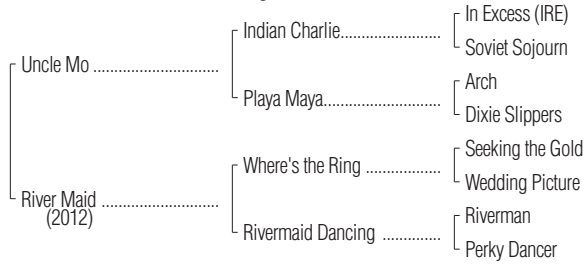 In Excess (IRE)
Indian Charlie....................
Soviet Sojourn
Uncle Mo .........................
Arch
Playa Maya.......................
Dixie Slippers
Seeking the Gold
Where's the Ring ...............
Wedding Picture
River Maid .......................
(2012)
Riverman
Rivermaid Dancing ............
Perky Dancer